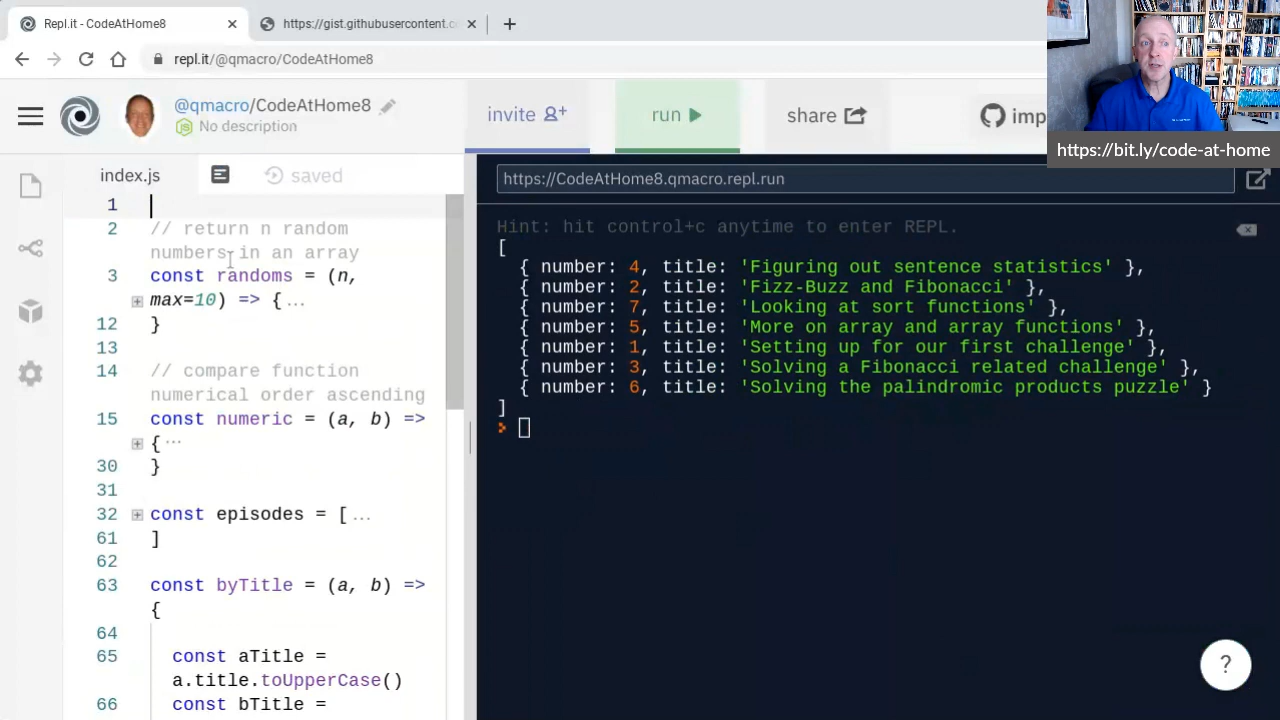 Repl.it - CodeAtHome8
https://gist.githubusercontent.c
repl.it/@qmacro/CodeAtHome8
@qmacro/CodeAtHome8
No description
invite
run
share
imp
https://bit.ly/code-at-home
index.js
saved
https://CodeAtHome8.qmacro.repl.run
1
2 // return n random
numbers in an array
3 const randoms = (n,
max=10) => { ...
12 }
13
14 // compare function
numerical order ascending
15 const numeric = (a, b) =>
{ ...
30 }
31
32 const episodes = [ ...
61 ]
62
63 const byTitle = (a, b) =>
{
64
65 const aTitle =
a.title.toUpperCase()
66 const bTitle =
Hint: hit control+c anytime to enter REPL.
[
{ number: 4, title: 'Figuring out sentence statistics' },
{ number: 2, title: 'Fizz-Buzz and Fibonacci' },
{ number: 7, title: 'Looking at sort functions' },
{ number: 5, title: 'More on array and array functions' },
{ number: 1, title: 'Setting up for our first challenge' },
{ number: 3, title: 'Solving a Fibonacci related challenge' },
{ number: 6, title: 'Solving the palindromic products puzzle' }
]
?